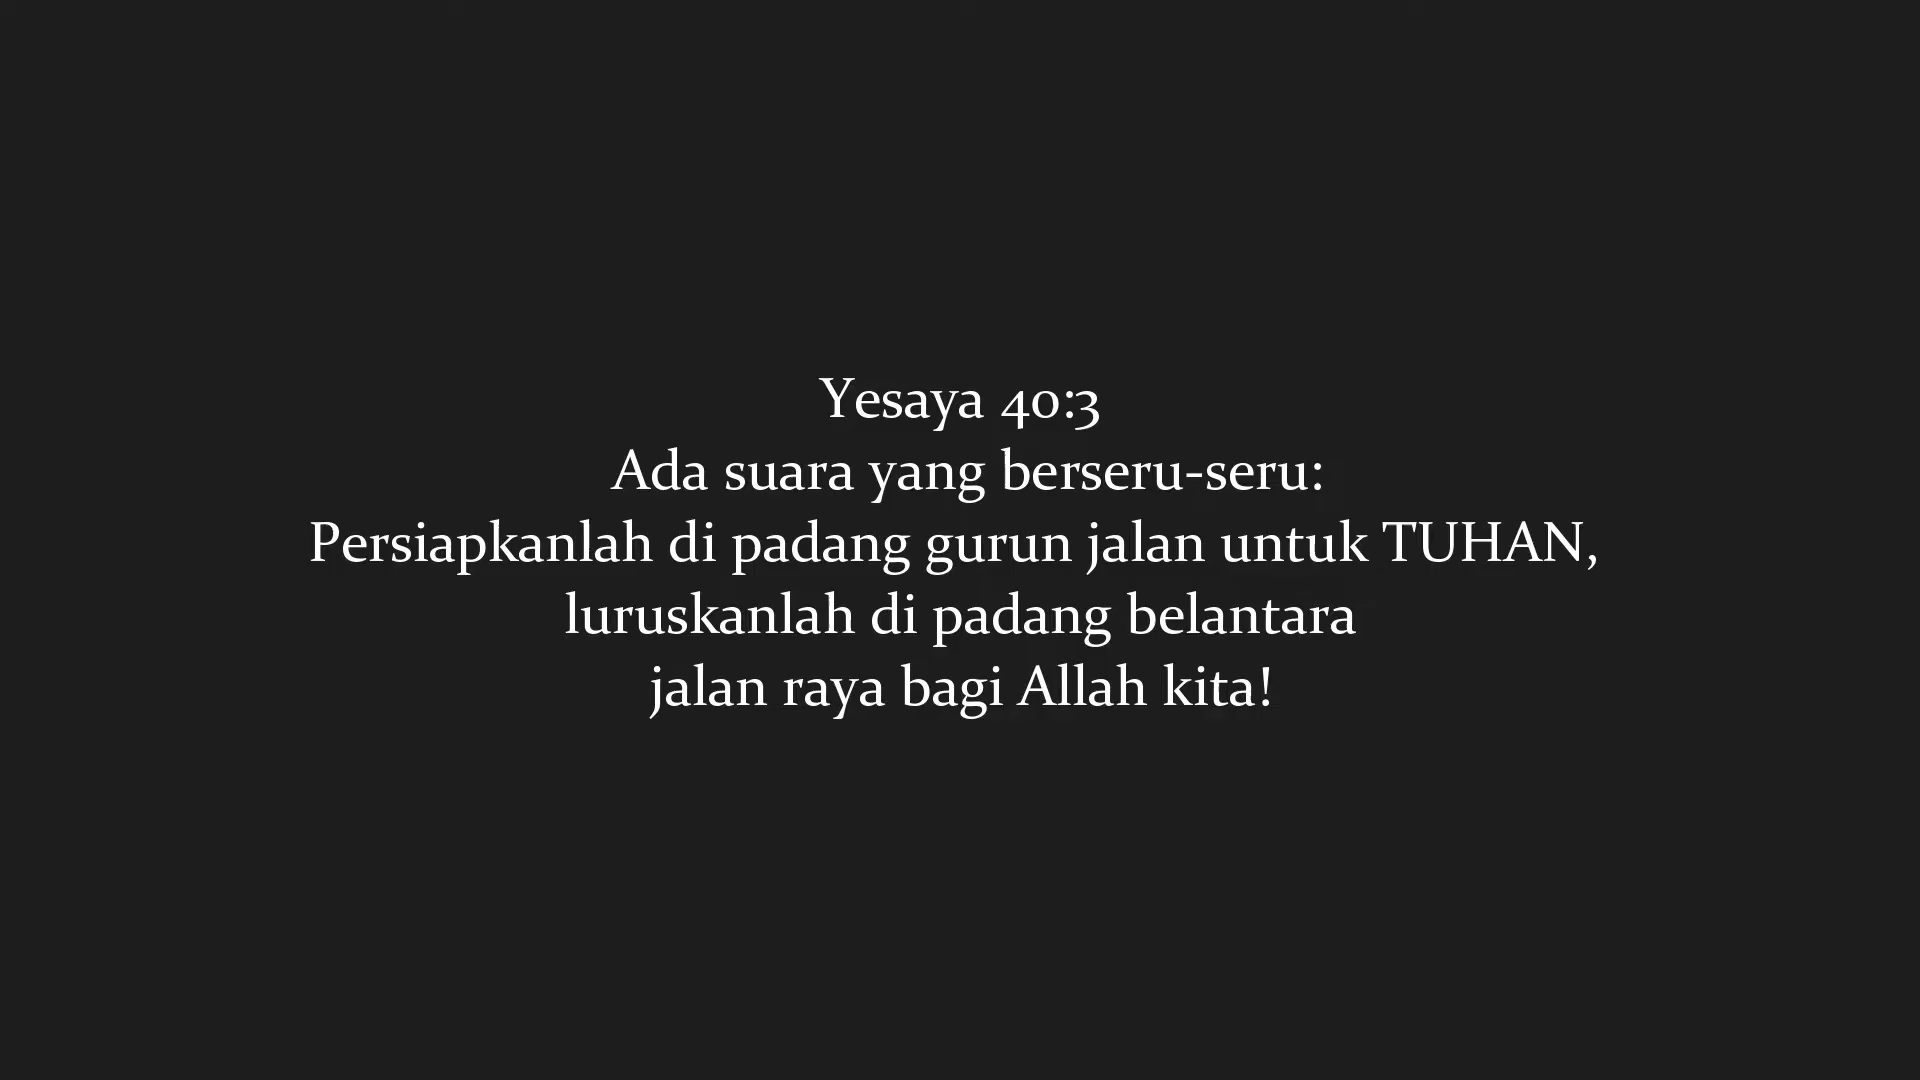 Yesaya 40:3
Ada suara yang berseru-seru:
Persiapkanlah di padang gurun jalan untuk TUHAN,
luruskanlah di padang belantara
jalan raya bagi Allah kita!